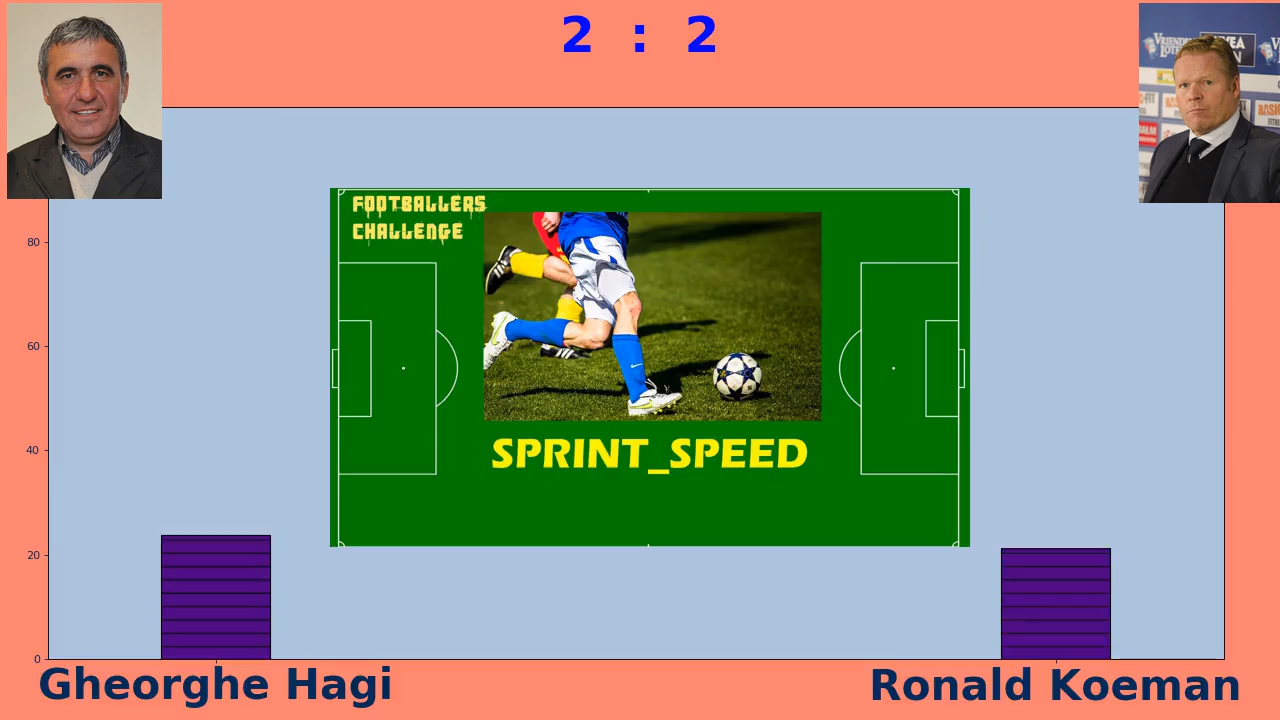 2 : 2
FOOTBALLERS
CHALLENGE
SPRINT_SPEED
80
60
40
20
0
Gheorghe Hagi
Ronald Koeman